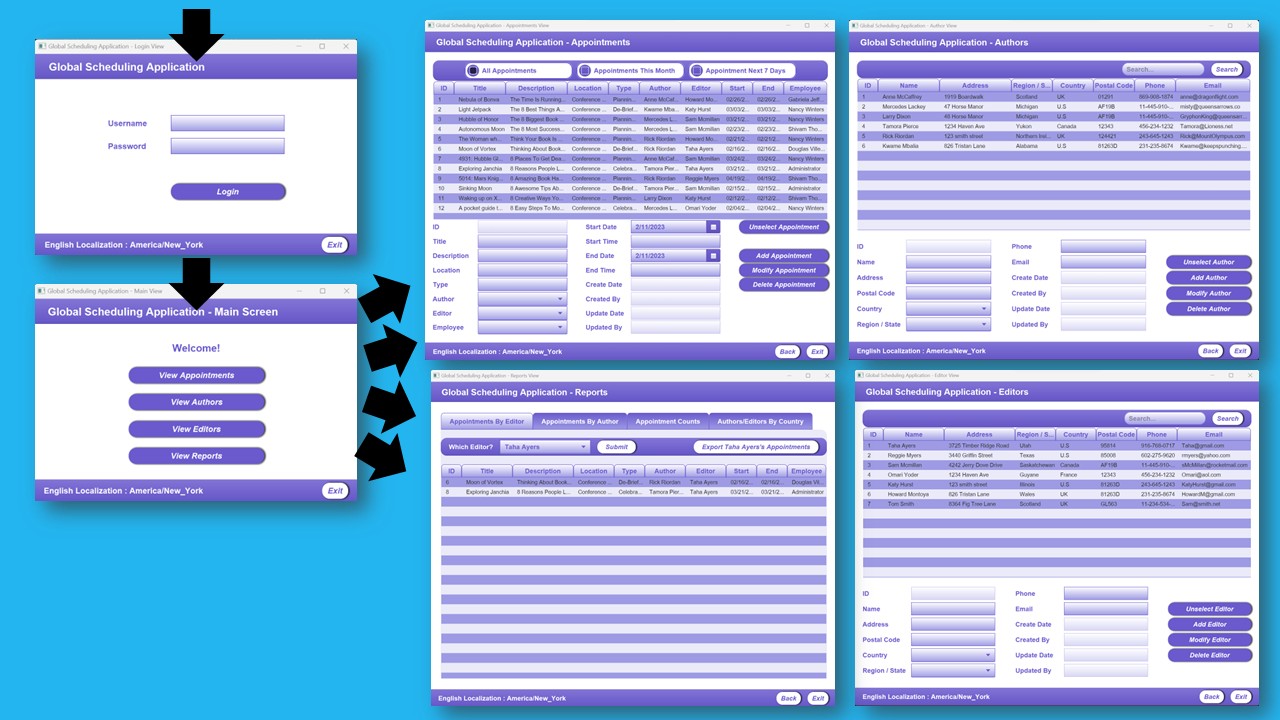 Global Scheduling Application - Login View
Global Scheduling Application
Username
Password
Login
English Localization : America/New_York
Exit
Global Scheduling Application - Main View
Global Scheduling Application - Main Screen
Welcome!
View Appointments
View Authors
View Editors
View Reports
English Localization : America/New_York
Exit
Global Scheduling Application - Appointments View
Global Scheduling Application - Appointments
All Appointments Appointments This Month Appointment Next 7 Days
ID Title Description Location Type Author Editor Start End Employee
1 Nebula of Bonse The Time Is Running... Conference ... Plannin... Anne McCaf... Howard Mo... 02/26/2... 02/26/2... Gabriela Jeff...
2 Light Jetpack The 8 Best Things A... Conference ... De-Brief... Kwame Mba... Katy Hurst 03/03/2... 03/03/2... Nancy Winters
3 Hubble of Honor The 8 Biggest Book ... Conference ... Plannin... Mercedes L... Sam Mcmillan 02/21/2... 02/21/2... Nancy Winters
4 Autonomous Moon The 8 Most Success... Conference ... Plannin... Mercedes L... Sam Mcmillan 02/23/2... 02/23/2... Shivam Tho...
5 The Woman wh... Think Your Book Is ... Conference ... Plannin... Rick Riordan Howard Mo... 02/21/2... 02/21/2... Nancy Winters
6 Moon of Vortex Thinking About Book... Conference ... De-Brief... Rick Riordan Taha Ayers 02/16/2... 02/16/2... Douglas Ville...
7 4931: Hubble Gl... 8 Places To Get Dea... Conference ... Plannin... Anne McCaf... Sam Mcmillan 03/24/2... 03/24/2... Nancy Winters
8 Exploring Janchia 8 Reasons People L... Conference ... Celebra... Tamora Pier... Taha Ayers 03/21/2... 03/21/2... Administrator
9 5014: Mars Knig... 8 Amazing Book Ha... Conference ... Plannin... Tamora Pier... Reggie Myers 04/19/2... 04/19/2... Shivam Tho...
10 Sinking Moon 8 Awesome Tips Ab... Conference ... De-Brief... Tamora Pier... Sam Mcmillan 02/15/2... 02/15/2... Administrator
11 Waking up on X... 8 Creative Ways Yo... Conference ... Plannin... Larry Dixon Katy Hurst 02/12/2... 02/12/2... Shivam Tho...
12 A pocket guide t... 8 Easy Steps To Mo... Conference ... Celebra... Mercedes L... Omari Yoder 02/04/2... 02/04/2... Nancy Winters
ID Start Date 2/11/2023 Unselect Appointment
Title Start Time
Description End Date 2/11/2023 Add Appointment
Location End Time Modify Appointment
Type Create Date Delete Appointment
Author Created By
Editor Update Date
Employee Updated By
English Localization : America/New_York
Back Exit
Global Scheduling Application - Author View
Global Scheduling Application - Authors
Search... Search
ID Name Address Region / S... Country Postal Code Phone Email
1 Anne McCaffrey 1919 Boardwalk Scotland UK 01291 anne@dragonflight.com
2 Mercedes Lackey 47 Horse Manor Michigan U.S AF19B 11-445-910-... misty@queensarrows.co
3 Larry Dixon 48 Horse Manor Michigan U.S AF19B 11-445-910-... GryphonKing@queensarr...
4 Tamora Pierce 1234 Haven Ave Yukon Canada 12343 456-234-1232 Tamora@Lioness.net
5 Rick Riordan 123 smith street Northern Irel... UK 124421 243-645-1243 Rick@MountOlympus.com
6 Kwame Mbalia 826 Tristan Lane Alabama U.S 81263D 231-235-8674 Kwame@keepspunching....
ID Phone
Name Email Unselect Author
Address Create Date Add Author
Postal Code Created By Modify Author
Country Update Date Delete Author
Region / State Updated By
English Localization : America/New_York
Back Exit
Global Scheduling Application - Reports View
Global Scheduling Application - Reports
Appointments By Editor Appointments By Author Appointment Counts Authors/Editors By Country
Which Editor? Taha Ayers Submit Export Taha Ayers's Appointments
ID Title Description Location Type Author Editor Start End Employee
6 Moon of Vortex Thinking About Book... Conference ... De-Brief... Rick Riordan Taha Ayers 02/16/2... 02/16/2... Douglas Vil...
8 Exploring Janchia 8 Reasons People L... Conference ... Celebra... Tamora Pier... Taha Ayers 03/21/2... 03/21/2... Administrator
English Localization : America/New_York
Back Exit
Global Scheduling Application - Editor View
Global Scheduling Application - Editors
Search... Search
ID Name Address Region / S... Country Postal Code Phone Email
1 Taha Ayers 3725 Timber Ridge Road Utah U.S 95914 916-768-0717 Taha@gmail.com
2 Reggie Myers 3440 Griffin Street Texas U.S 85008 602-275-9620 rmyers@yahoo.com
3 Sam Mcmillan 4242 Jerry Dove Drive Saskatchewan Canada AF19B 11-445-910-... sMcMillan@rocketmail.com
4 Omari Yoder 1234 Haven Ave Guyane France 12343 456-234-1232 Omari@aol.com
5 Katy Hurst 123 smith street Illinois U.S 81263D 243-645-1243 KatyHurst@gmail.com
6 Howard Montoya 826 Tristan Lane Wales UK 81263D 231-235-8674 HowardM@gmail.com
7 Tom Smith 8364 Fig Tree Lane Scotland UK GL563 11-234-534-... Sam@smith.net
ID Phone
Name Email Unselect Editor
Address Create Date Add Editor
Postal Code Created By Modify Editor
Country Update Date Delete Editor
Region / State Updated By
English Localization : America/New_York
Back Exit